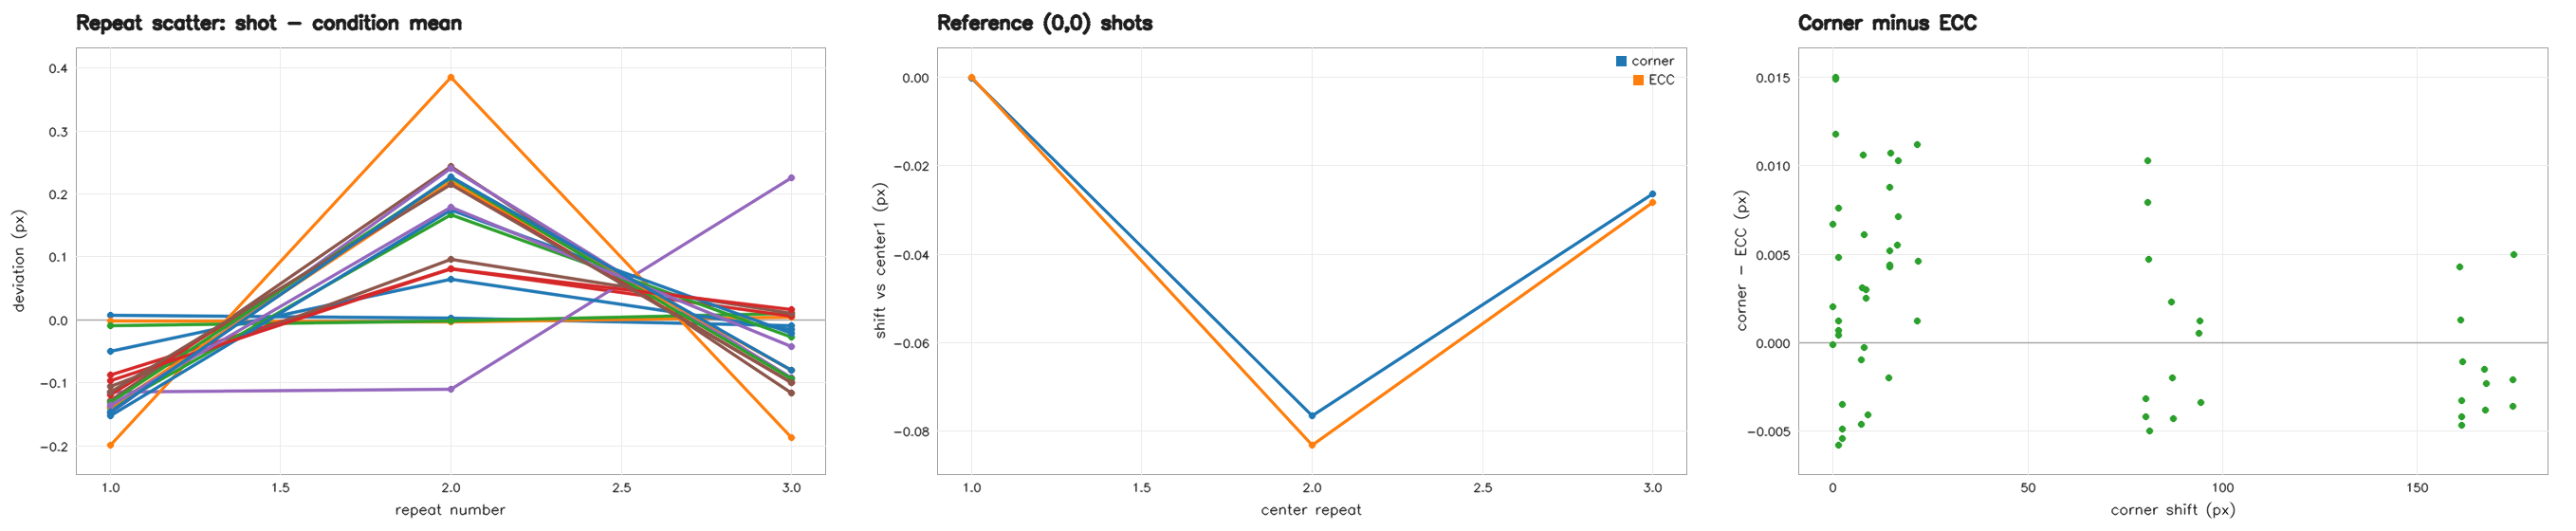 Repeat scatter: shot − condition mean
0.4
0.3
0.2
0.1
0.0
−0.1
−0.2
deviation (px)
1.0 1.5 2.0 2.5 3.0
repeat number
Reference (0,0) shots
corner
ECC
0.00
−0.02
−0.04
−0.06
−0.08
shift vs center1 (px)
1.0 1.5 2.0 2.5 3.0
center repeat
Corner minus ECC
0.015
0.010
0.005
0.000
−0.005
corner − ECC (px)
0 50 100 150
corner shift (px)